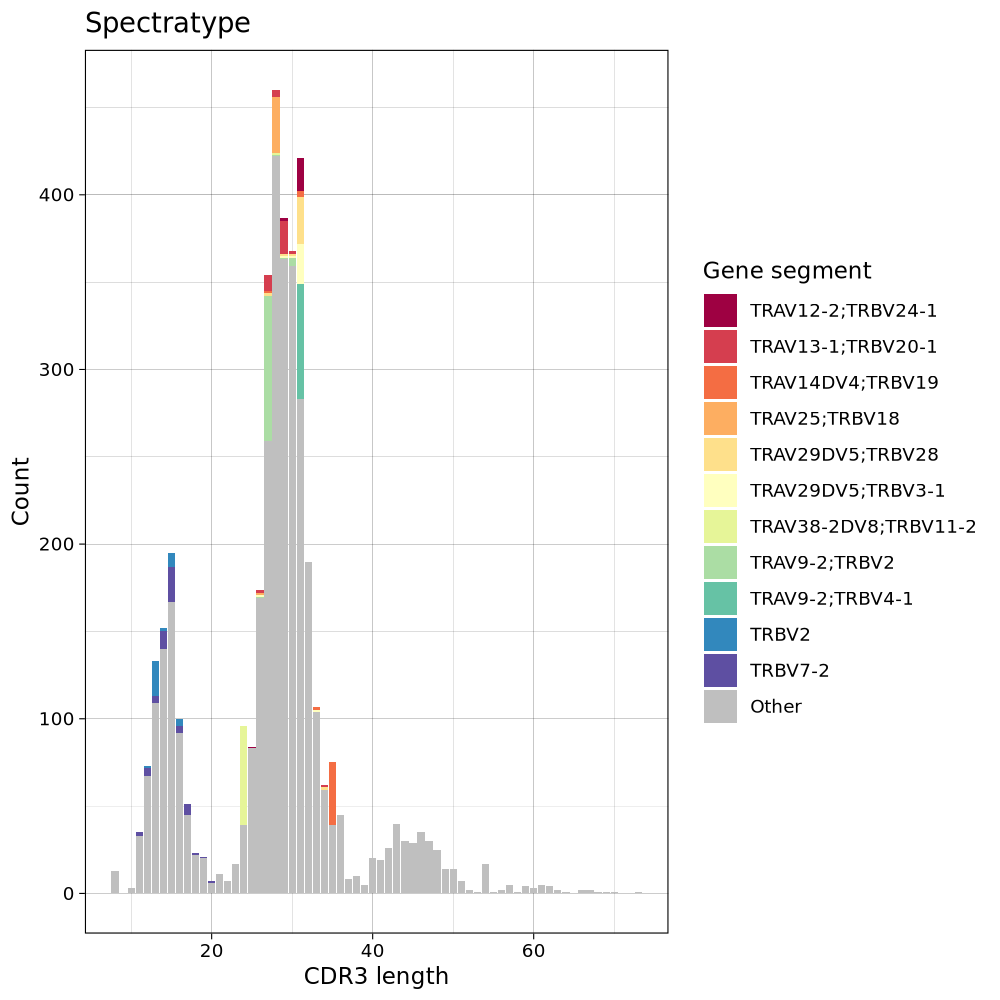 Spectratype
Count
400
300
200
100
0
20 40 60
CDR3 length
Gene segment
TRAV12-2;TRBV24-1
TRAV13-1;TRBV20-1
TRAV14DV4;TRBV19
TRAV25;TRBV18
TRAV29DV5;TRBV28
TRAV29DV5;TRBV3-1
TRAV38-2DV8;TRBV11-2
TRAV9-2;TRBV2
TRAV9-2;TRBV4-1
TRBV2
TRBV7-2
Other